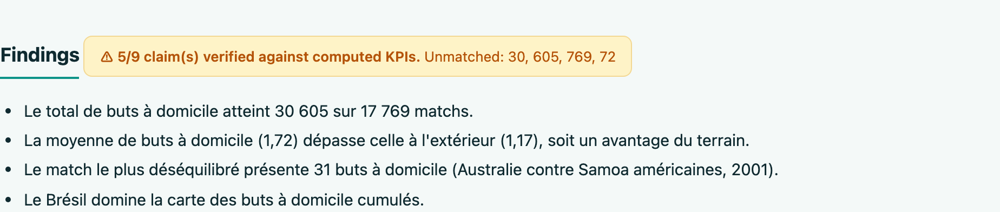 Findings
⚠ 5/9 claim(s) verified against computed KPIs. Unmatched: 30, 605, 769, 72
• Le total de buts à domicile atteint 30 605 sur 17 769 matchs.
• La moyenne de buts à domicile (1,72) dépasse celle à l'extérieur (1,17), soit un avantage du terrain.
• Le match le plus déséquilibré présente 31 buts à domicile (Australie contre Samoa américaines, 2001).
• Le Brésil domine la carte des buts à domicile cumulés.